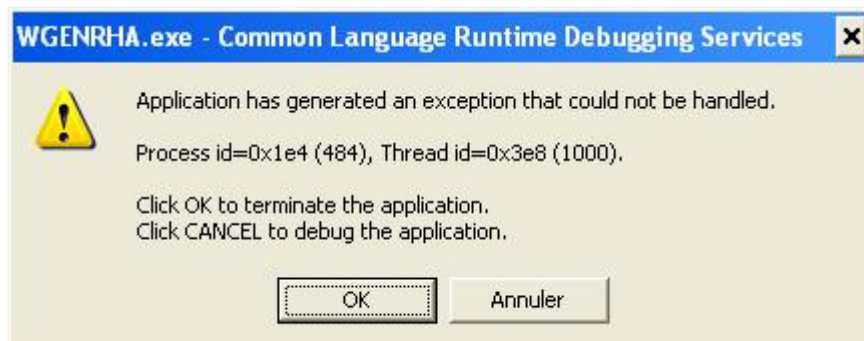 WGENRHA.exe - Common Language Runtime Debugging Services
Application has generated an exception that could not be handled.
Process id=0x1e4 (484), Thread id=0x3e8 (1000).
Click OK to terminate the application.
Click CANCEL to debug the application.
OK
Annuler